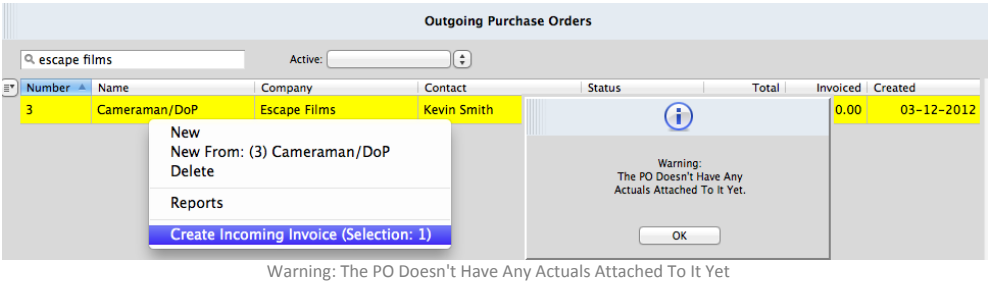 Outgoing Purchase Orders
escape films
Active:
Number Name Company Contact Status Total Invoiced Created
3 Cameraman/DoP Escape Films Kevin Smith 0.00 03-12-2012
New
New From: (3) Cameraman/DoP
Delete
Reports
Create Incoming Invoice (Selection: 1)
Warning:
The PO Doesn't Have Any
Actuals Attached To It Yet.
OK
Warning: The PO Doesn't Have Any Actuals Attached To It Yet